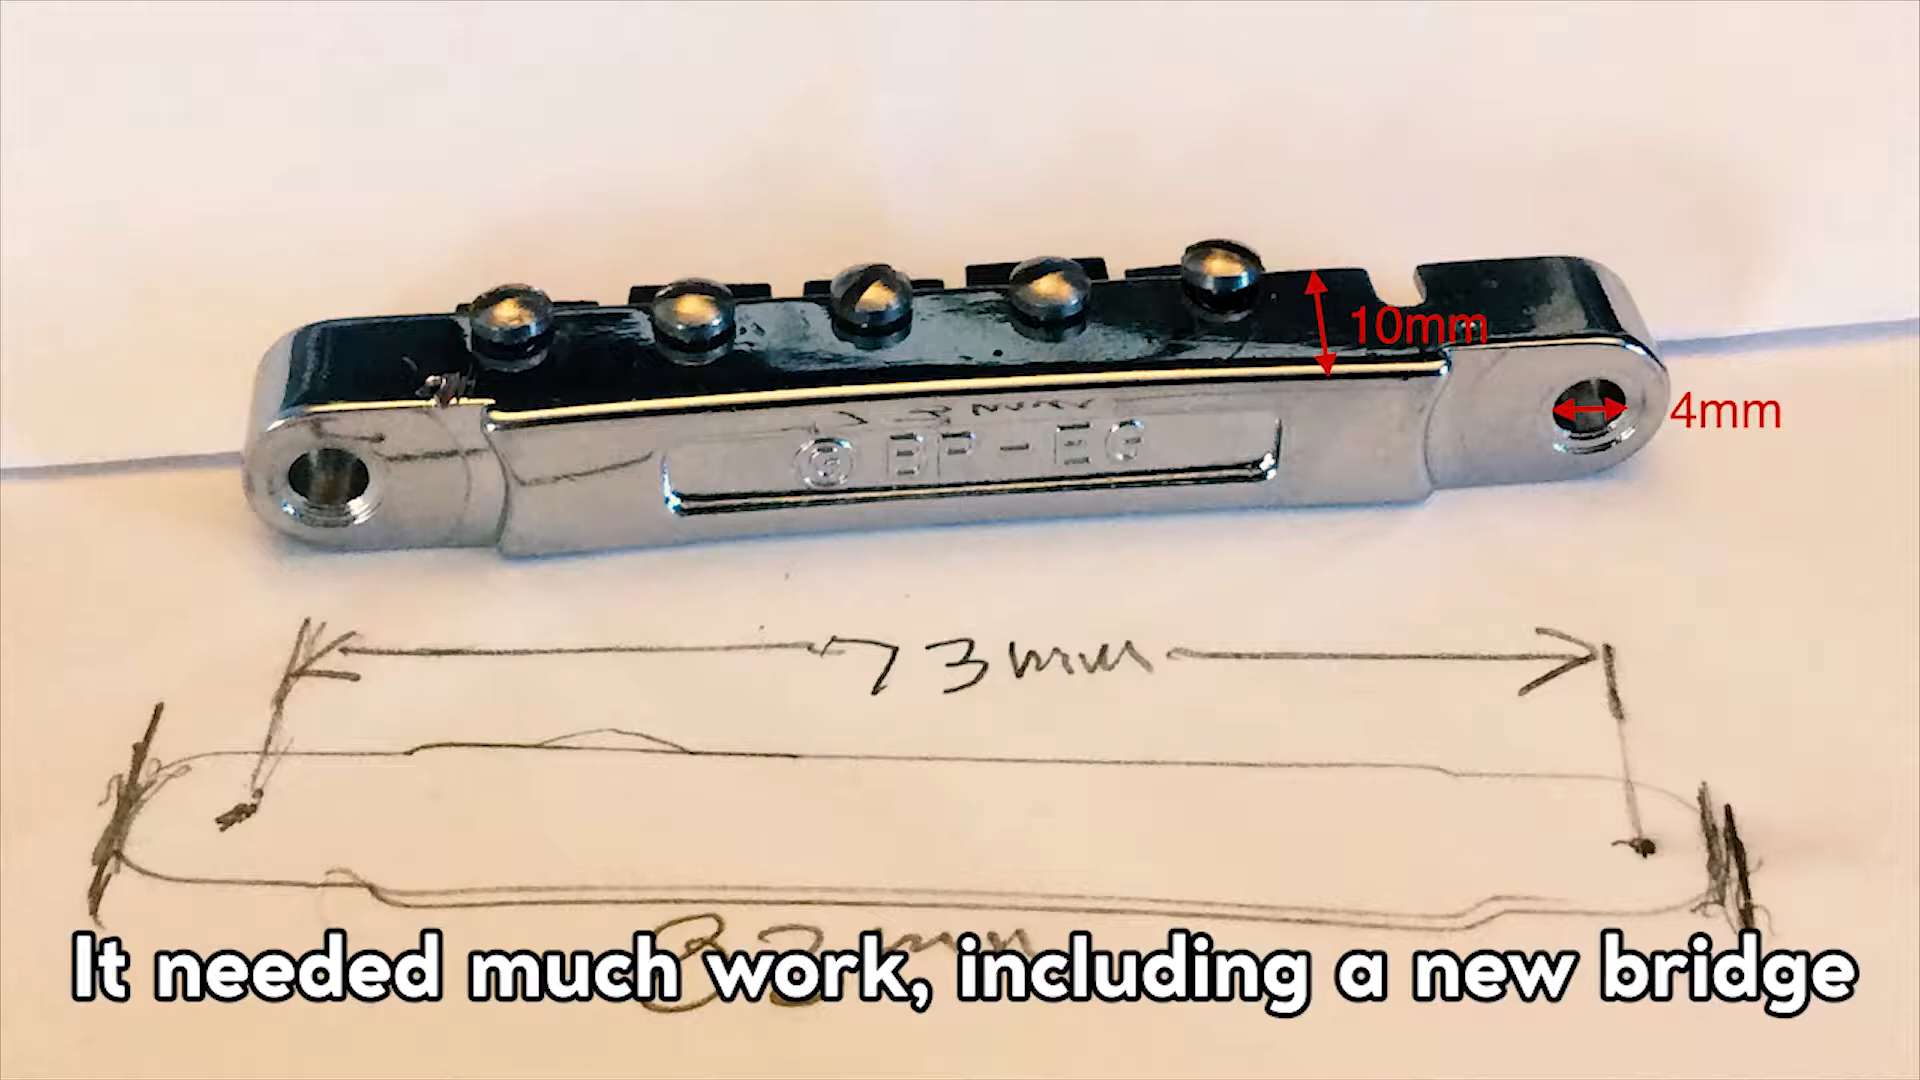 10mm
4mm
Ⓖ BP-EG
73mm
It needed much work, including a new bridge